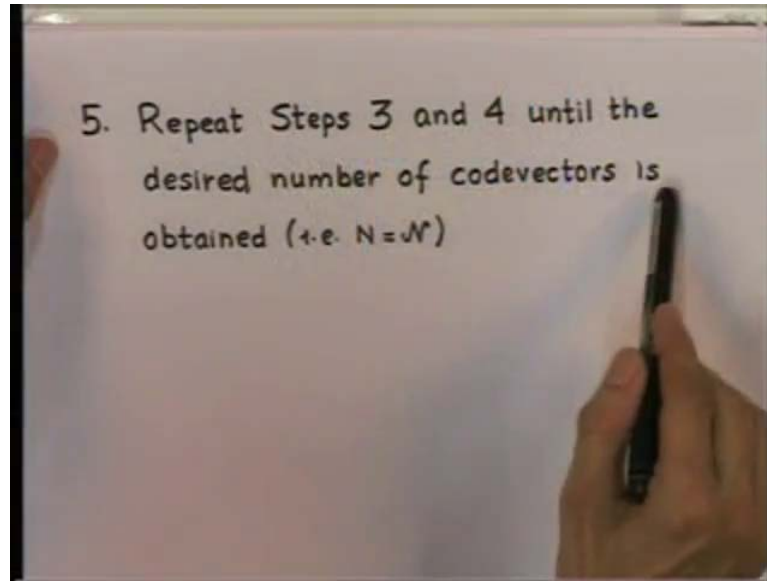 5. Repeat Steps 3 and 4 until the
desired number of codevectors is
obtained (i.e. N = 𝒩)